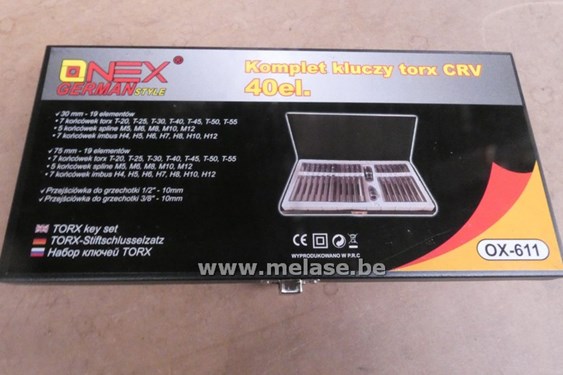 ONEX®
GERMAN STYLE
Komplet kluczy torx CRV
40el.
✓30 mm - 19 elementów
• 7 końcówek torx T-20, T-25, T-30, T-40, T-45, T-50, T-55
• 5 końcówek spline M5, M6, M8, M10, M12
• 7 końcówek imbus H4, H5, H6, H7, H8, H10, H12
✓75 mm - 19 elementów
• 7 końcówek torx T-20, T-25, T-30, T-40, T-45, T-50, T-55
• 5 końcówek spline M5, M6, M8, M10, M12
• 7 końcówek imbus H4, H5, H6, H7, H8, H10, H12
✓Przejściówka do grzechotki 1/2" - 10mm
✓Przejściówka do grzechotki 3/8" - 10mm
TORX key set
TORX-Stiftschlusselzatz
Набор ключей TORX
CE
WYPRODUKOWANO W P.R.C
OX-611
www.melase.be